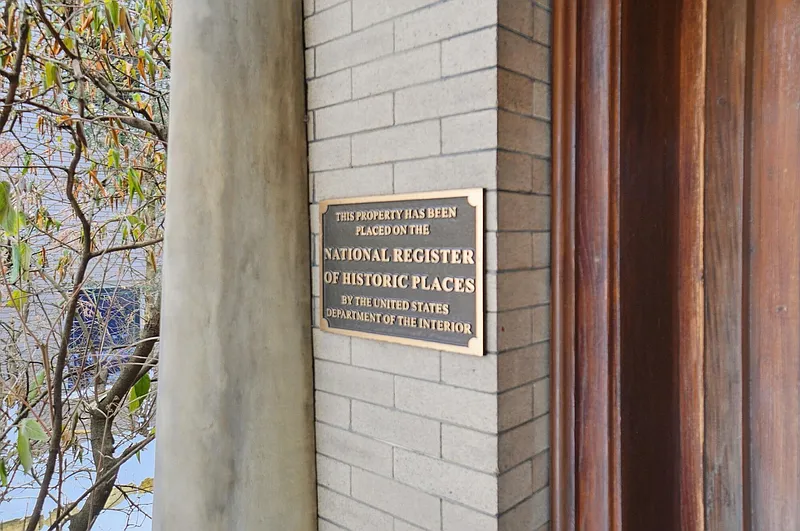 THIS PROPERTY HAS BEEN
PLACED ON THE
NATIONAL REGISTER
OF HISTORIC PLACES
BY THE UNITED STATES
DEPARTMENT OF THE INTERIOR